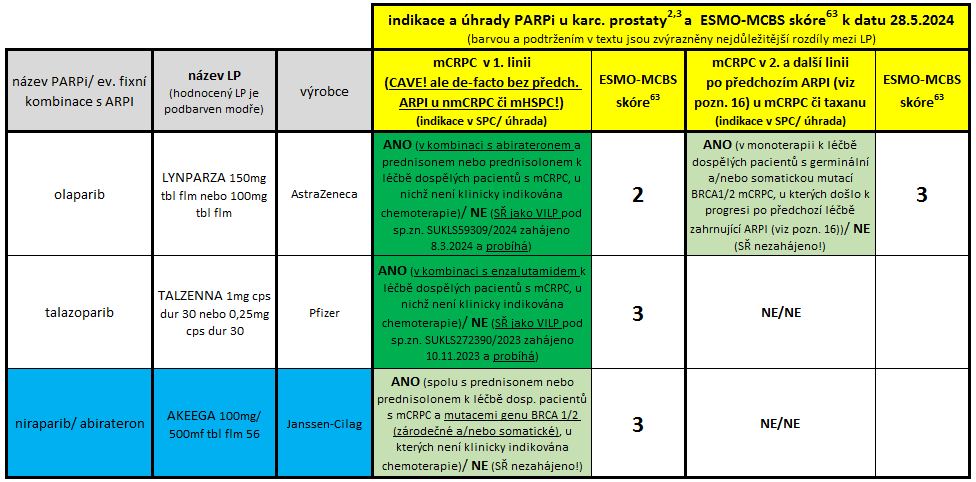 indikace a úhrady PARPi u karc. prostaty2,3 a ESMO-MCBS skóre63 k datu 28.5.2024
(barvou a podtržením v textu jsou zvýrazněny nejdůležitější rozdíly mezi LP)
název PARPi/ ev. fixní
kombinace s ARPI
název LP
(hodnocený LP je
podbarven modře)
výrobce
mCRPC v 1. linii
(CAVE! ale de-facto bez předch.
ARPI u nmCRPC či mHSPC!)
(indikace v SPC/ úhrada)
ESMO-MCBS
skóre63
mCRPC v 2. a další linii
po předchozím ARPI (viz
pozn. 16) u mCRPC či taxanu
(indikace v SPC/ úhrada)
ESMO-MCBS
skóre63
olaparib
LYNPARZA 150mg
tbl flm nebo 100mg
tbl flm
AstraZeneca
ANO (v kombinaci s abirateronem a
prednisonem nebo prednisolonem k
léčbě dospělých pacientů s mCRPC, u
nichž není klinicky indikována
chemoterapie)/ NE (SŘ jako VILP pod
sp.zn. SUKLS59309/2024 zahájeno
8.3.2024 a probíhá)
2
ANO (v monoterapii k léčbě
dospělých pacientů s germinální
a/nebo somatickou mutací
BRCA1/2 mCRPC, u kterých došlo k
progresi po předchozí léčbě
zahrnující ARPI (viz pozn. 16))/ NE
(SŘ nezahájeno!)
3
talazoparib
TALZENNA 1mg cps
dur 30 nebo 0,25mg
cps dur 30
Pfizer
ANO (v kombinaci s enzalutamidem k
léčbě dospělých pacientů s mCRPC, u
nichž není klinicky indikována
chemoterapie)/ NE (SŘ jako VILP pod
sp.zn. SUKLS272390/2023 zahájeno
10.11.2023 a probíhá)
3
NE/NE
niraparib/ abirateron
AKEEGA 100mg/
500mf tbl flm 56
Janssen-Cilag
ANO (spolu s prednisonem nebo
prednisolonem k léčbě dosp. pacientů
s mCRPC a mutacemi genu BRCA 1/2
(zárodečné a/nebo somatické), u
kterých není klinicky indikována
chemoterapie)/ NE (SŘ nezahájeno!)
3
NE/NE